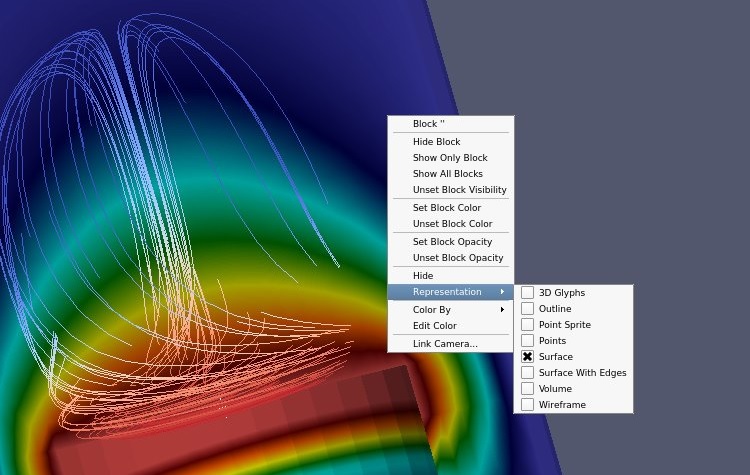 Block ''
Hide Block
Show Only Block
Show All Blocks
Unset Block Visibility
Set Block Color
Unset Block Color
Set Block Opacity
Unset Block Opacity
Hide
Representation
Color By
Edit Color
Link Camera...
3D Glyphs
Outline
Point Sprite
Points
Surface
Surface With Edges
Volume
Wireframe